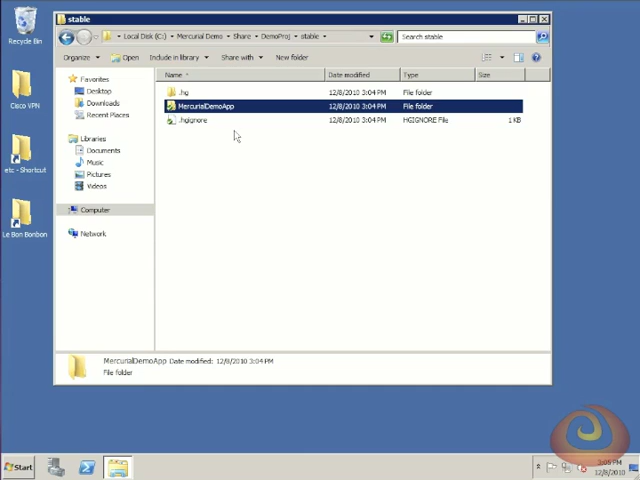 Recycle Bin
Cisco VPN
etc - Shortcut
Le Bon Bonbon
stable
Local Disk (C:) Mercurial Demo Share DemoProj stable
Search stable
Organize Open Include in library Share with New folder
Name Date modified Type Size
.hg 12/8/2010 3:04 PM File folder
MercurialDemoApp 12/8/2010 3:04 PM File folder
.hgignore 12/8/2010 3:04 PM HGIGNORE File 1 KB
Favorites
Desktop
Downloads
Recent Places
Libraries
Documents
Music
Pictures
Videos
Computer
Network
MercurialDemoApp Date modified: 12/8/2010 3:04 PM
File folder
Start
3:05 PM
12/8/2010